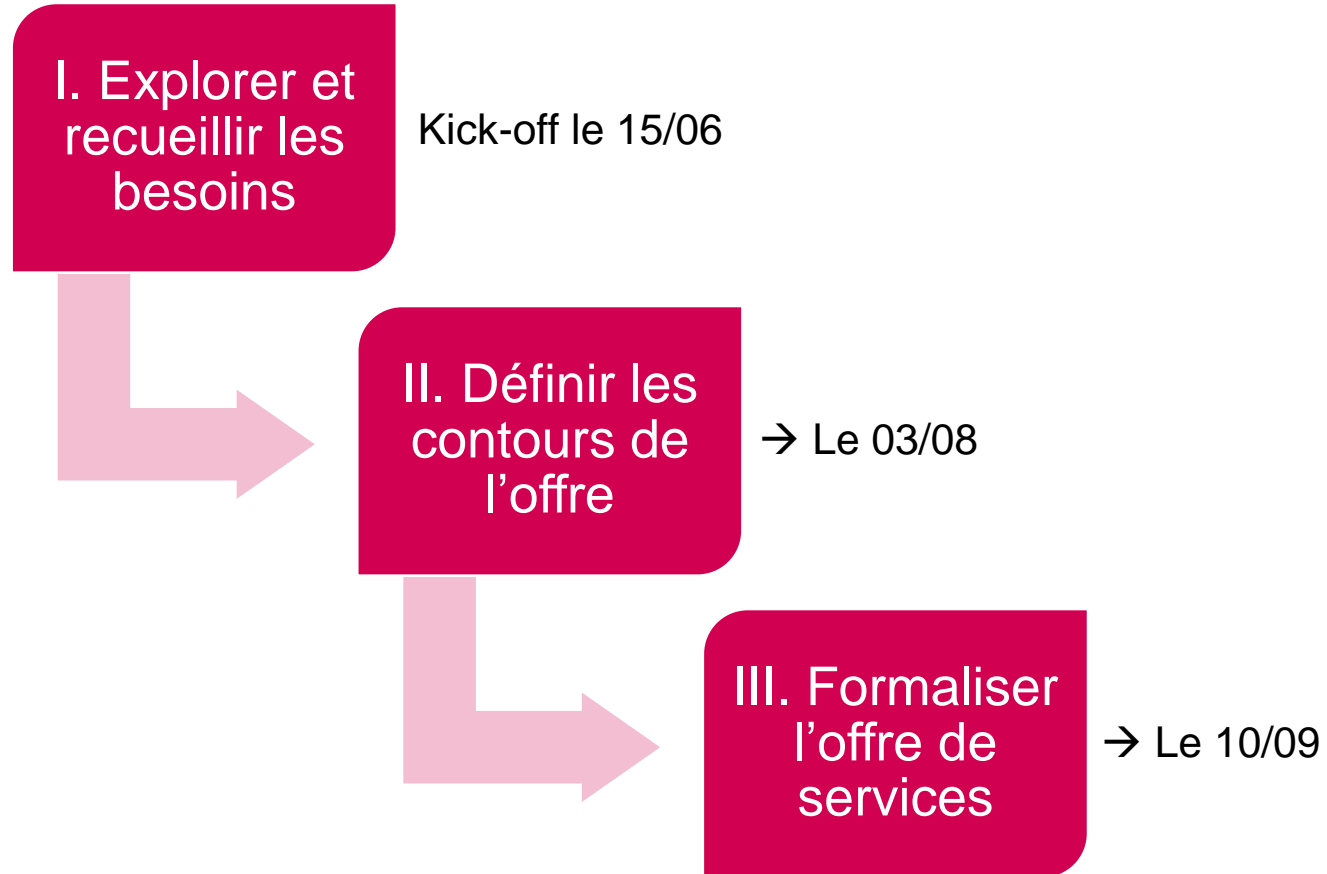 I. Explorer et
recueillir les
besoins
Kick-off le 15/06
II. Définir les
contours de
l’offre
→ Le 03/08
III. Formaliser
l’offre de
services
→ Le 10/09